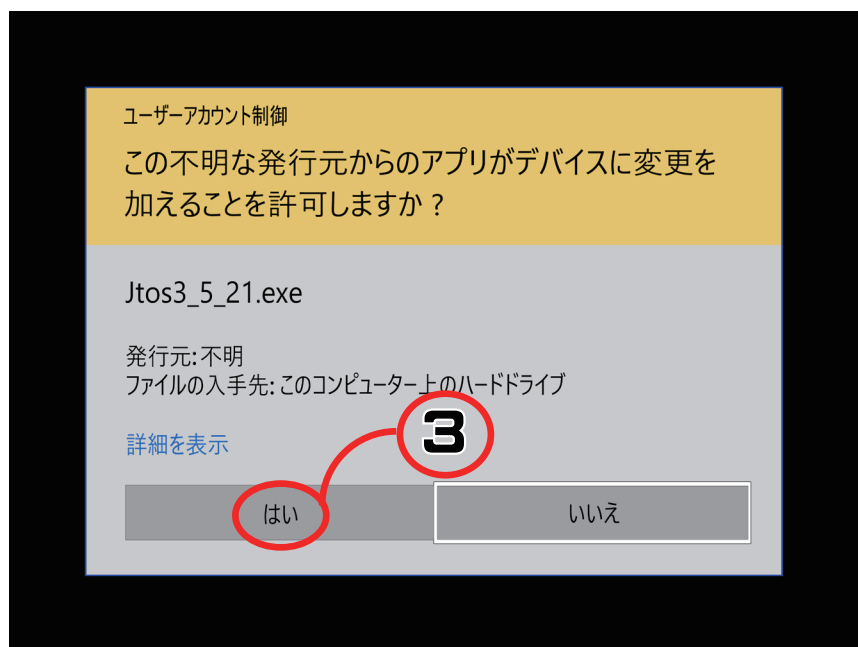 ユーザーアカウント制御
この不明な発行元からのアプリがデバイスに変更を
加えることを許可しますか？
Jtos3_5_21.exe
発行元: 不明
ファイルの入手先: このコンピューター上のハードドライブ
3
詳細を表示
はい
いいえ